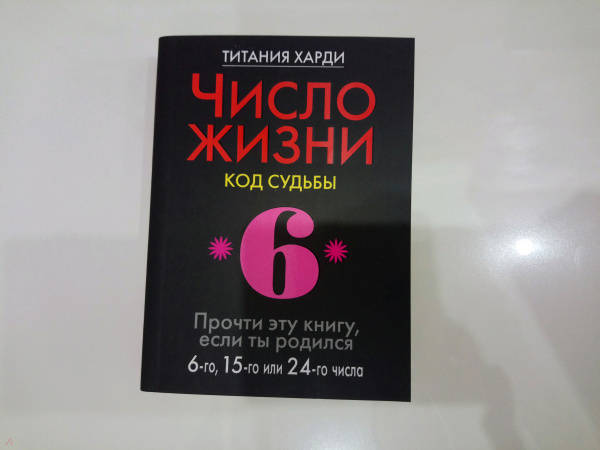 ТИТАНИЯ ХАРДИ
ЧИСЛО
ЖИЗНИ
КОД СУДЬБЫ
*6*
Прочти эту книгу,
если ты родился
6-го, 15-го или 24-го числа